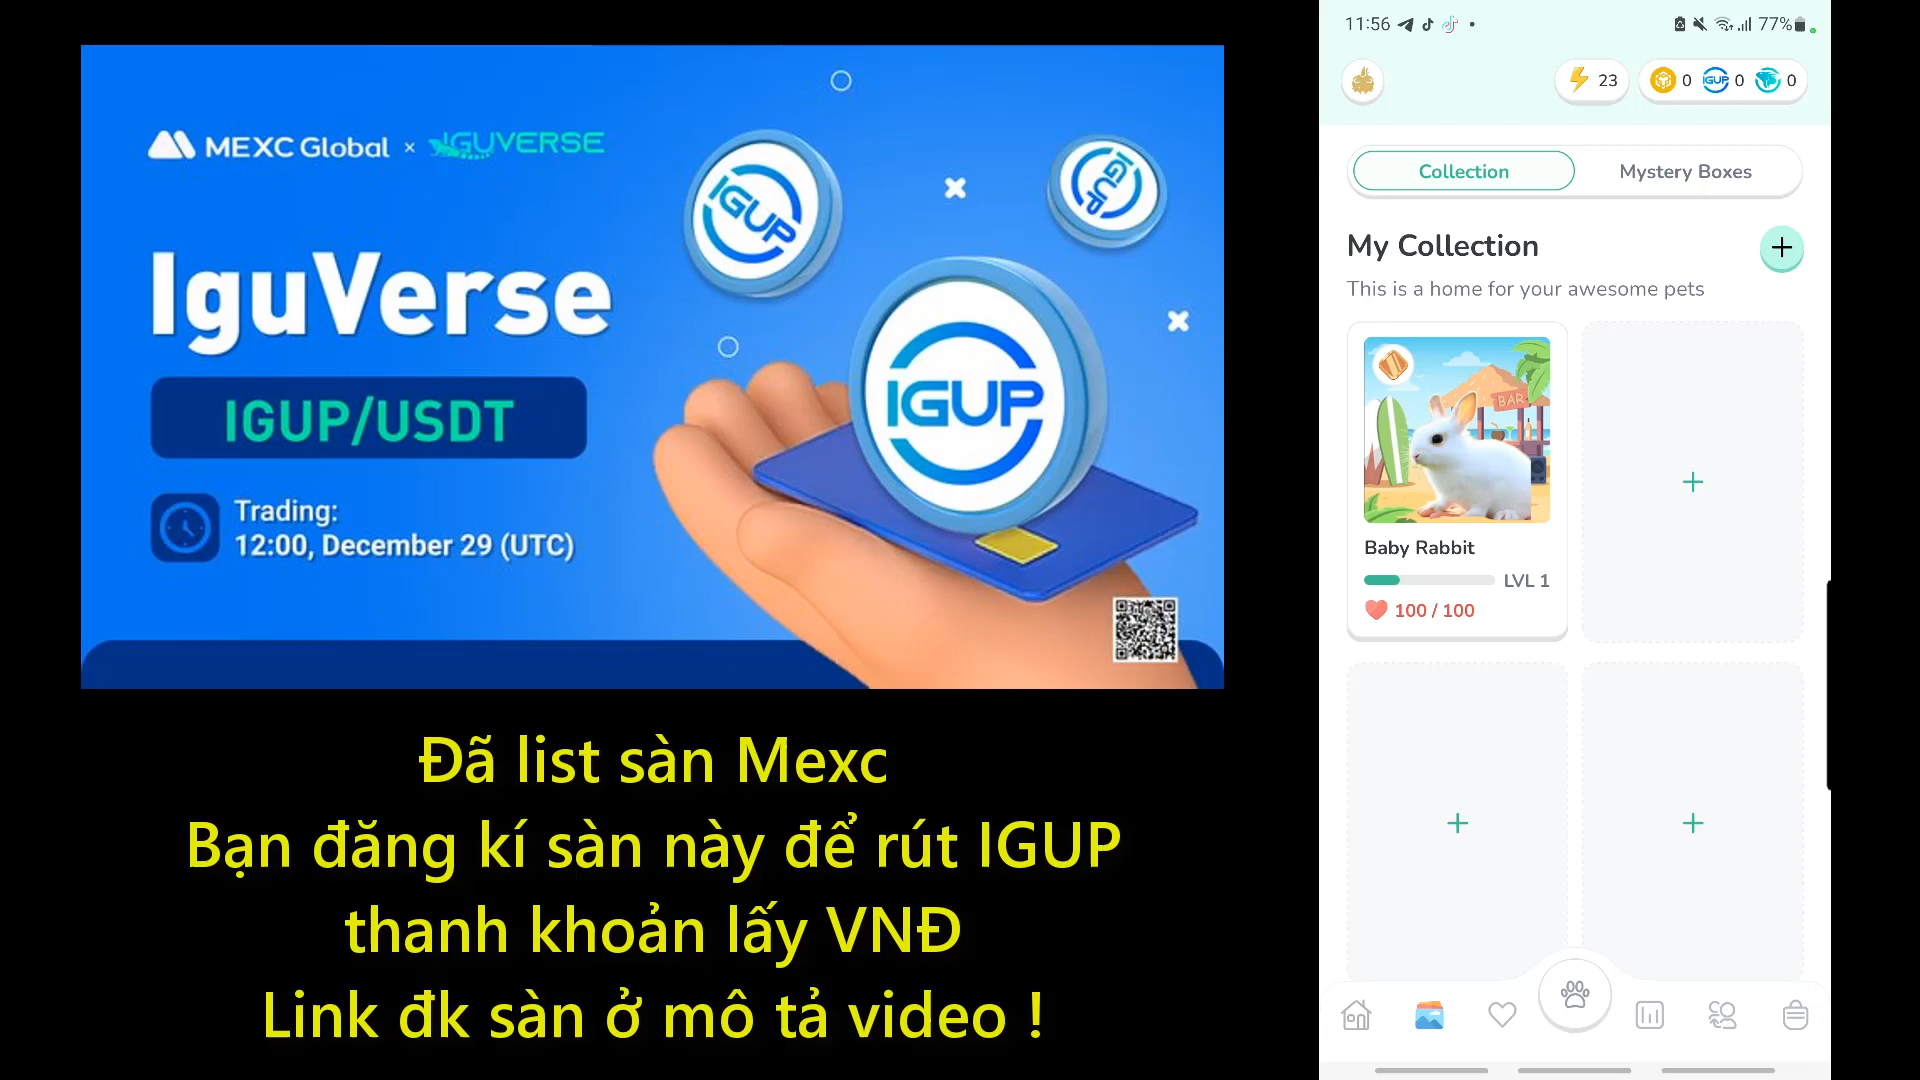 MEXC Global × IGUVERSE
IguVerse
IGUP/USDT
Trading:
12:00, December 29 (UTC)
IGUP
IGUP
IGUP
Đã list sàn Mexc
Bạn đăng kí sàn này để rút IGUP
thanh khoản lấy VNĐ
Link đk sàn ở mô tả video !
11:56
77%
23
0
IGUP
0
0
Collection
Mystery Boxes
My Collection
+
This is a home for your awesome pets
BAR
Baby Rabbit
LVL 1
100 / 100
+
+
+